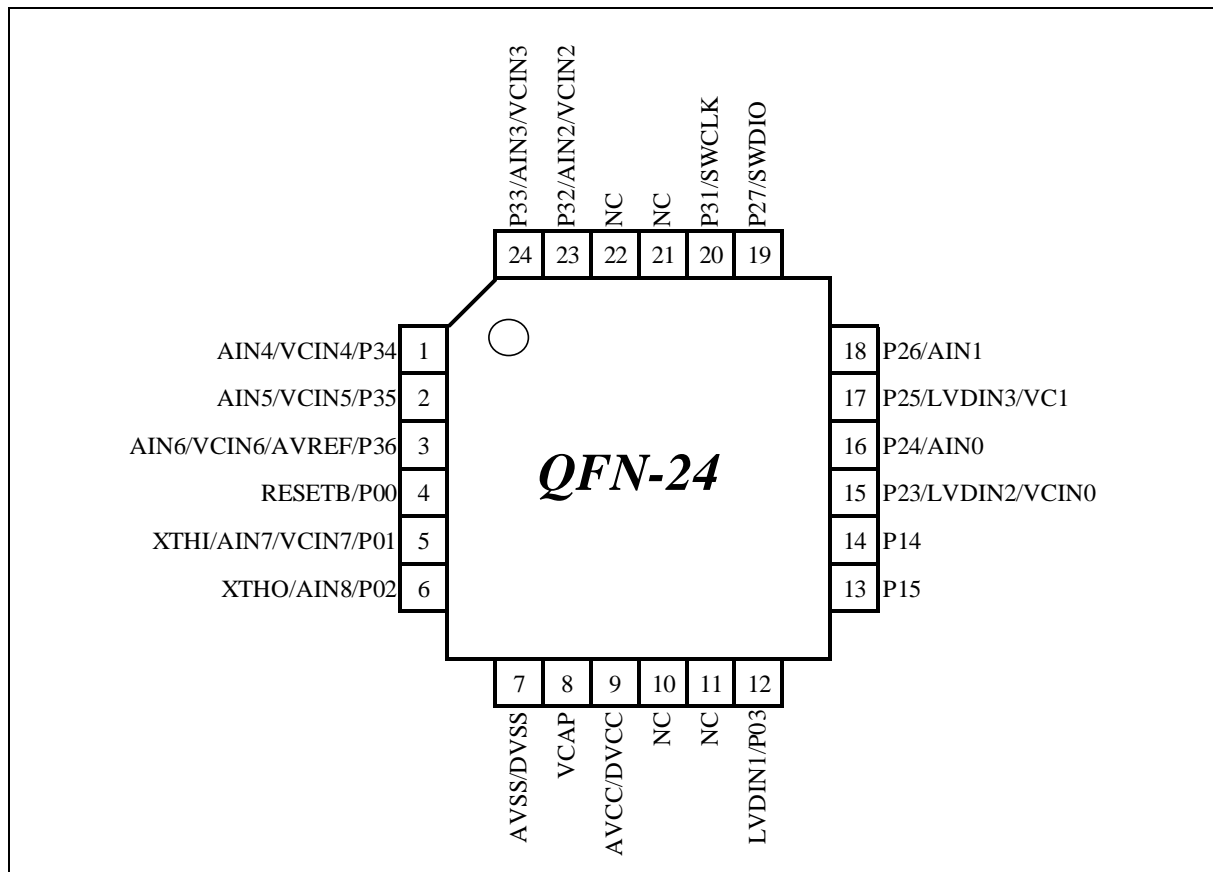 P33/AIN3/VCIN3
P32/AIN2/VCIN2
NC
NC
P31/SWCLK
P27/SWDIO
24
23
22
21
20
19
AIN4/VCIN4/P34
1
AIN5/VCIN5/P35
2
AIN6/VCIN6/AVREF/P36
3
RESETB/P00
4
XTHI/AIN7/VCIN7/P01
5
XTHO/AIN8/P02
6
QFN-24
18
P26/AIN1
17
P25/LVDIN3/VC1
16
P24/AIN0
15
P23/LVDIN2/VCIN0
14
P14
13
P15
7
8
9
10
11
12
AVSS/DVSS
VCAP
AVCC/DVCC
NC
NC
LVDIN1/P03